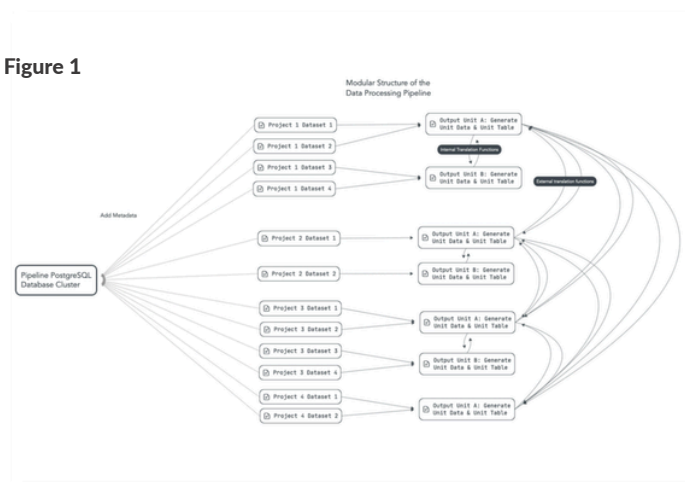 Figure 1
Modular Structure of the
Data Processing Pipeline
Project 1 Dataset 1
Project 1 Dataset 2
Project 1 Dataset 3
Project 1 Dataset 4
Output Unit A: Generate
Unit Data & Unit Table
Internal Translation Functions
Output Unit B: Generate
Unit Data & Unit Table
External translation functions
Add Metadata
Pipeline PostgreSQL
Database Cluster
Project 2 Dataset 1
Project 2 Dataset 2
Output Unit A: Generate
Unit Data & Unit Table
Output Unit B: Generate
Unit Data & Unit Table
Project 3 Dataset 1
Project 3 Dataset 2
Project 3 Dataset 3
Project 3 Dataset 4
Output Unit A: Generate
Unit Data & Unit Table
Output Unit B: Generate
Unit Data & Unit Table
Project 4 Dataset 1
Project 4 Dataset 2
Output Unit A: Generate
Unit Data & Unit Table